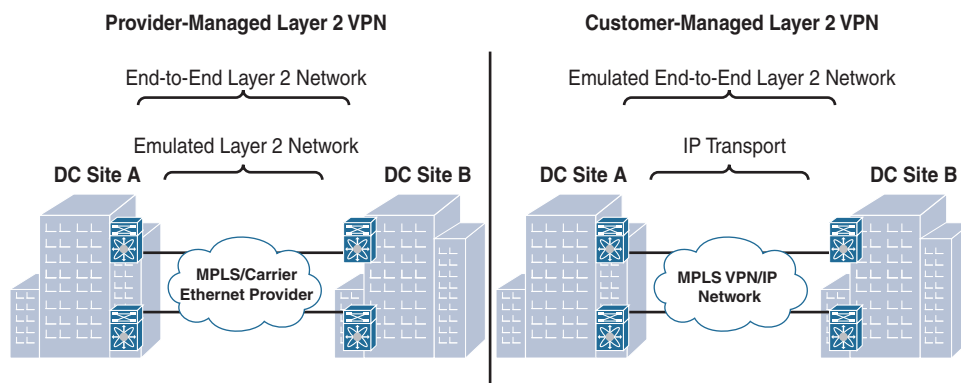 Provider-Managed Layer 2 VPN
End-to-End Layer 2 Network
Emulated Layer 2 Network
DC Site A
DC Site B
MPLS/Carrier
Ethernet Provider
Customer-Managed Layer 2 VPN
Emulated End-to-End Layer 2 Network
IP Transport
DC Site A
DC Site B
MPLS VPN/IP
Network